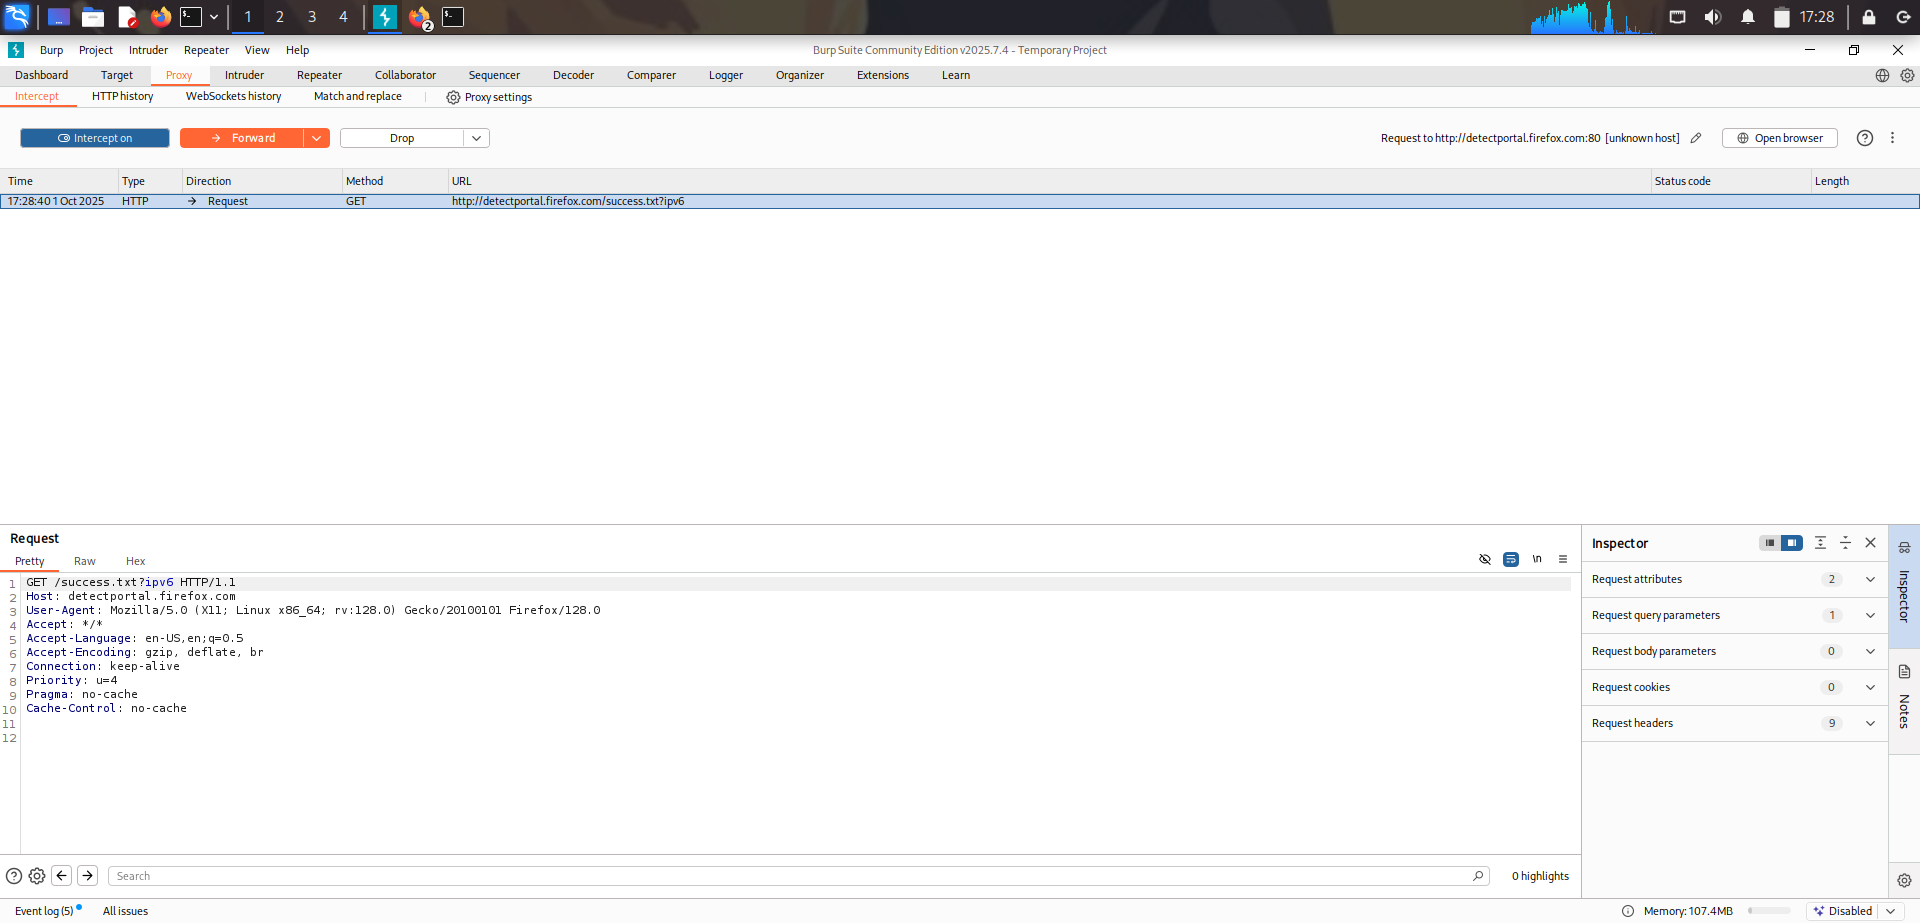 1 2 3 4 2 17:28
Burp Project Intruder Repeater View Help Burp Suite Community Edition v2025.7.4 - Temporary Project
Dashboard Target Proxy Intruder Repeater Collaborator Sequencer Decoder Comparer Logger Organizer Extensions Learn
Intercept HTTP history WebSockets history Match and replace Proxy settings
Intercept on Forward Drop Request to http://detectportal.firefox.com:80 [unknown host] Open browser
Time Type Direction Method URL Status code Length
17:28:40 1 Oct 2025 HTTP Request GET http://detectportal.firefox.com/success.txt?ipv6
Request
Pretty Raw Hex \n
1 GET /success.txt?ipv6 HTTP/1.1
2 Host: detectportal.firefox.com
3 User-Agent: Mozilla/5.0 (X11; Linux x86_64; rv:128.0) Gecko/20100101 Firefox/128.0
4 Accept: */*
5 Accept-Language: en-US,en;q=0.5
6 Accept-Encoding: gzip, deflate, br
7 Connection: keep-alive
8 Priority: u=4
9 Pragma: no-cache
10 Cache-Control: no-cache
11
12
Inspector
Request attributes 2
Request query parameters 1
Request body parameters 0
Request cookies 0
Request headers 9
Inspector
Notes
Search 0 highlights
Event log (5) All issues Memory: 107.4MB Disabled